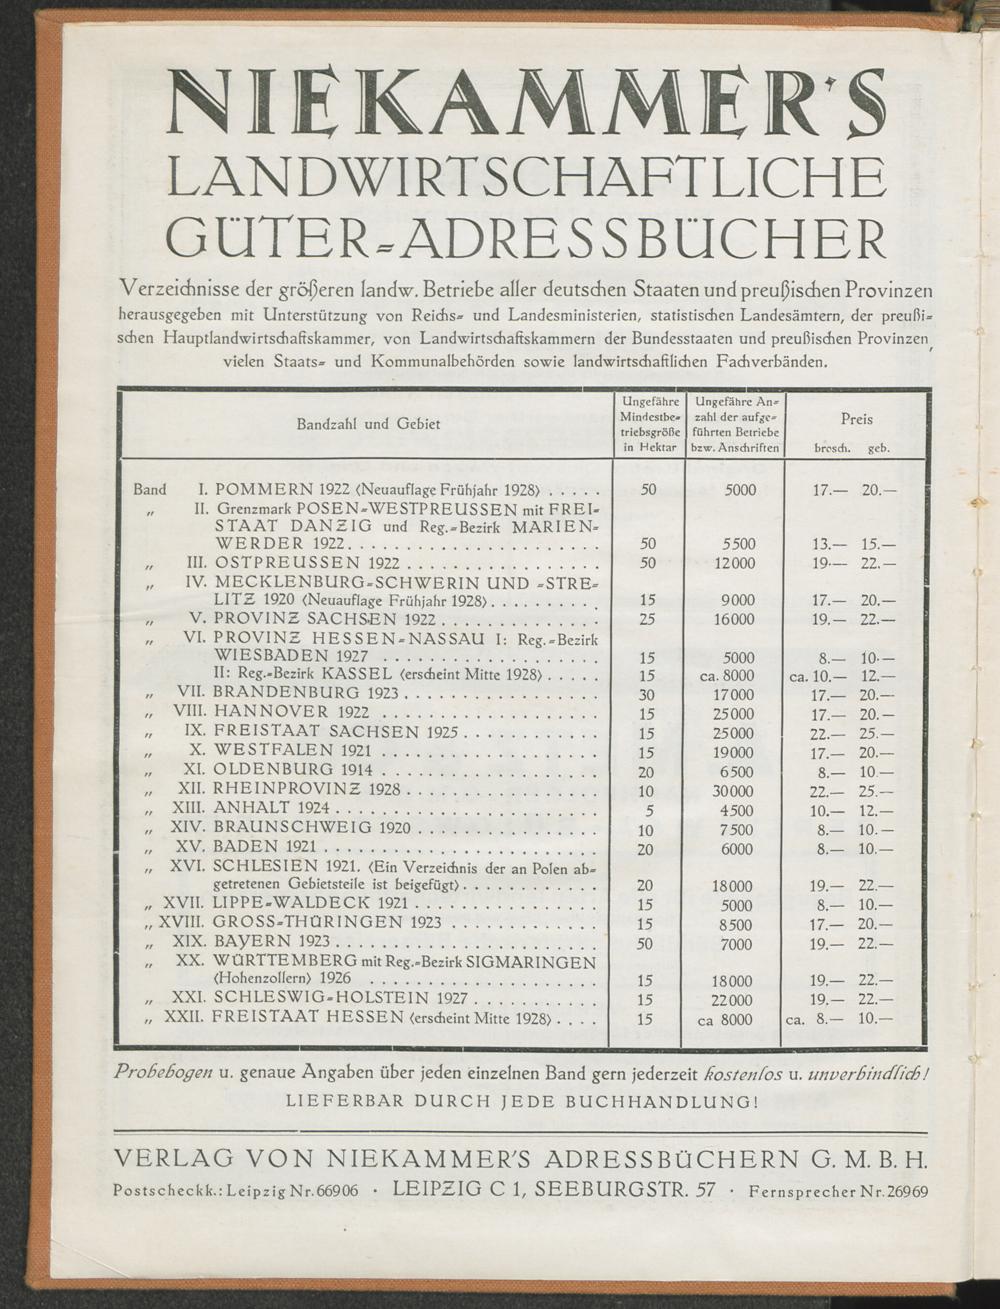 NIEKAMMER'S
LANDWIRTSCHAFTLICHE
GÜTER-ADRESSBÜCHER
Verzeichnisse der größeren landw. Betriebe aller deutschen Staaten und preußischen Provinzen
herausgegeben mit Unterstützung von Reichs- und Landesministerien, statistischen Landesämtern, der preußi-
schen Hauptlandwirtschaftskammer, von Landwirtschaftskammern der Bundesstaaten und preußischen Provinzen,
vielen Staats- und Kommunalbehörden sowie landwirtschaftlichen Fachverbänden.
Bandzahl und Gebiet
Ungefähre
Mindestbe-
triebsgröße
in Hektar
Ungefähre An-
zahl der aufge-
führten Betriebe
bzw. Anschriften
Preis
brosch. geb.
Band I. POMMERN 1922 (Neuauflage Frühjahr 1928) ..... 50 5000 17.— 20.—
„ II. Grenzmark POSEN-WESTPREUSSEN mit FREI-
STAAT DANZIG und Reg.-Bezirk MARIEN-
WERDER 1922. ....................... 50 5500 13.— 15.—
„ III. OSTPREUSSEN 1922 ................. 50 12000 19.— 22.—
„ IV. MECKLENBURG-SCHWERIN UND -STRE-
LITZ 1920 (Neuauflage Frühjahr 1928) .......... 15 9000 17.— 20.—
„ V. PROVINZ SACHSEN 1922 .............. 25 16000 19.— 22.—
„ VI. PROVINZ HESSEN-NASSAU I: Reg.-Bezirk
WIESBADEN 1927 ................... 15 5000 8.— 10.—
II: Reg.-Bezirk KASSEL (erscheint Mitte 1928) ..... 15 ca. 8000 ca. 10.— 12.—
„ VII. BRANDENBURG 1923 ................. 30 17000 17.— 20.—
„ VIII. HANNOVER 1922 ................... 15 25000 17.— 20.—
„ IX. FREISTAAT SACHSEN 1925 ............ 15 25000 22.— 25.—
„ X. WESTFALEN 1921 ................... 15 19000 17.— 20.—
„ XI. OLDENBURG 1914 ................... 20 6500 8.— 10.—
„ XII. RHEINPROVINZ 1928 ................. 10 30000 22.— 25.—
„ XIII. ANHALT 1924 ....................... 5 4500 10.— 12.—
„ XIV. BRAUNSCHWEIG 1920 ................ 10 7500 8.— 10.—
„ XV. BADEN 1921 ........................ 20 6000 8.— 10.—
„ XVI. SCHLESIEN 1921. (Ein Verzeichnis der an Polen ab-
getretenen Gebietsteile ist beigefügt) ............ 20 18000 19.— 22.—
„ XVII. LIPPE-WALDECK 1921 ................ 15 5000 8.— 10.—
„ XVIII. GROSS-THÜRINGEN 1923 ............. 15 8500 17.— 20.—
„ XIX. BAYERN 1923 ....................... 50 7000 19.— 22.—
„ XX. WÜRTTEMBERG mit Reg.-Bezirk SIGMARINGEN
(Hohenzollern) 1926 .................... 15 18000 19.— 22.—
„ XXI. SCHLESWIG-HOLSTEIN 1927 ........... 15 22000 19.— 22.—
„ XXII. FREISTAAT HESSEN (erscheint Mitte 1928) .... 15 ca 8000 ca. 8.— 10.—
Probebogen u. genaue Angaben über jeden einzelnen Band gern jederzeit kostenlos u. unverbindlich!
LIEFERBAR DURCH JEDE BUCHHANDLUNG!
VERLAG VON NIEKAMMER'S ADRESSBÜCHERN G. M. B. H.
Postscheckk.: Leipzig Nr. 66906 · LEIPZIG C 1, SEEBURGSTR. 57 · Fernsprecher Nr. 26969